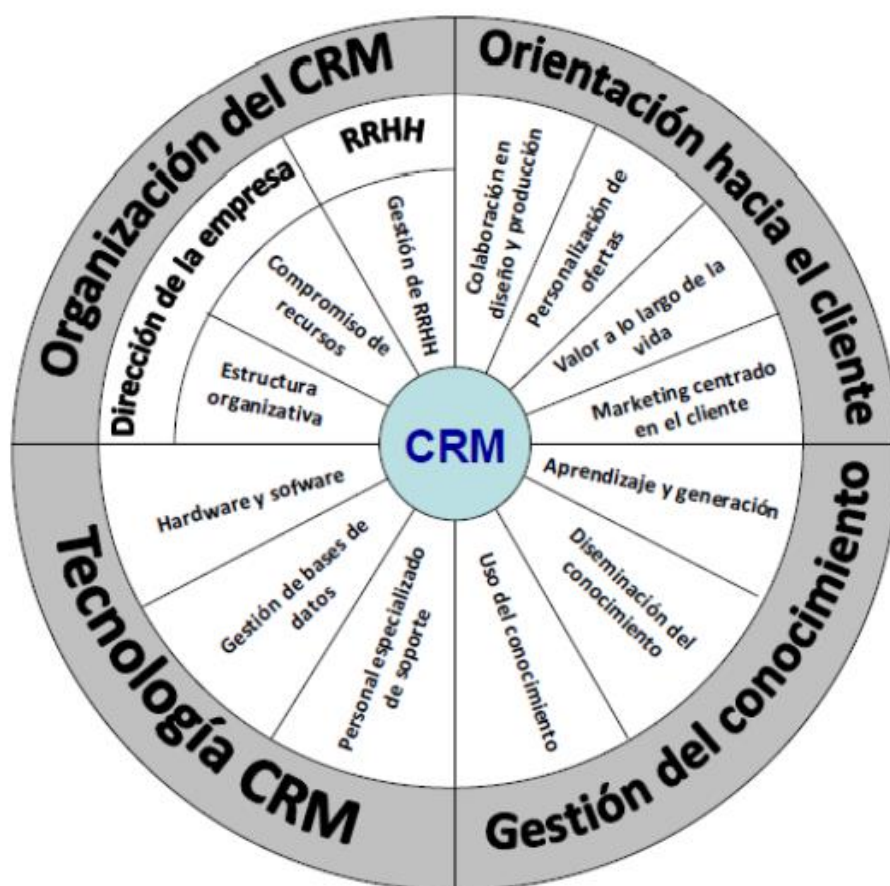 Organización del CRM
RRHH
Dirección de la empresa
Gestión de RRHH
Compromiso de
recursos
Estructura
organizativa
Orientación hacia el cliente
Colaboración en
diseño y producción
Personalización de
ofertas
Valor a lo largo de la
vida
Marketing centrado
en el cliente
CRM
Tecnología CRM
Hardware y sofware
Gestión de bases de
datos
Personal especializado
de soporte
Gestión del conocimiento
Aprendizaje y generación
Diseminación del
conocimiento
Uso del conocimiento